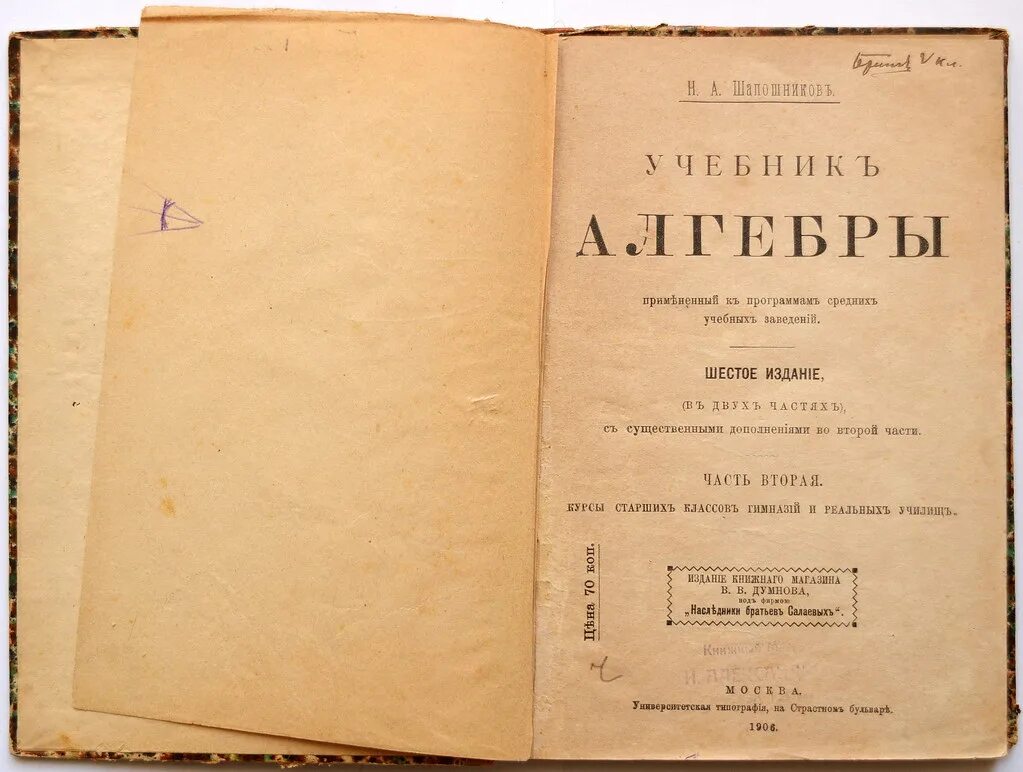 Н. А. Шапошниковъ.
УЧЕБНИКЪ
АЛГЕБРЫ
примѣненный къ программамъ среднихъ
учебныхъ заведеній.
ШЕСТОЕ ИЗДАНІЕ,
(ВЪ ДВУХЪ ЧАСТЯХЪ),
съ существенными дополненіями во второй части.
ЧАСТЬ ВТОРАЯ.
КУРСЫ СТАРШИХЪ КЛАССОВЪ ГИМНАЗІЙ И РЕАЛЬНЫХЪ УЧИЛИЩЪ.
Цѣна 70 коп.
ИЗДАНІЕ КНИЖНАГО МАГАЗИНА
В. В. ДУМНОВА,
подъ фирмою
„Наслѣдники братьевъ Салаевыхъ".
МОСКВА.
Университетская типографія, на Страстномъ бульварѣ.
1906.